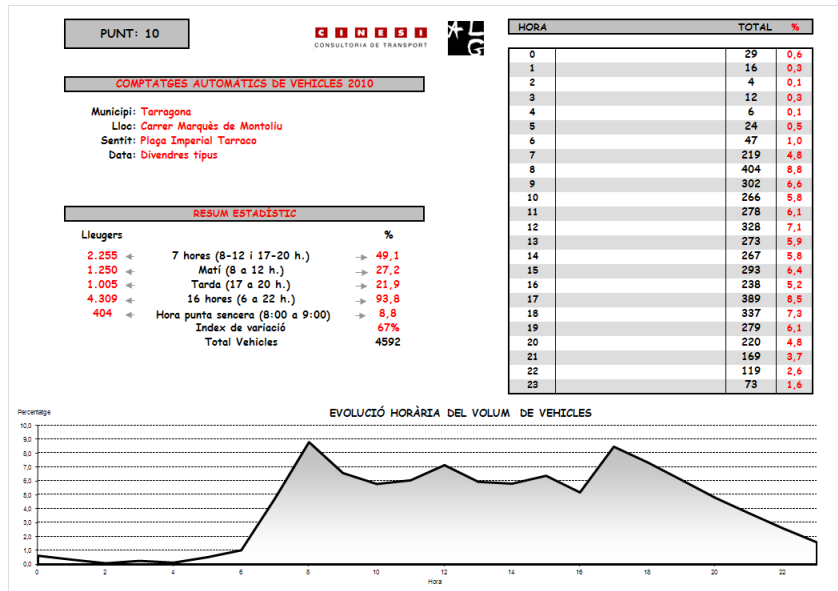 PUNT: 10
CINESI
CONSULTORIA DE TRANSPORT
ALG
COMPTATGES AUTOMÀTICS DE VEHICLES 2010
Municipi: Tarragona
Lloc: Carrer Marquès de Montoliu
Sentit: Plaça Imperial Tarraco
Data: Divendres tipus
RESUM ESTADÍSTIC
Lleugers %
2.255 7 hores (8-12 i 17-20 h.) 49,1
1.250 Matí (8 a 12 h.) 27,2
1.005 Tarda (17 a 20 h.) 21,9
4.309 16 hores (6 a 22 h.) 93,8
404 Hora punta sencera (8:00 a 9:00) 8,8
Index de variació 67%
Total Vehicles 4592
HORA TOTAL %
0 29 0,6
1 16 0,3
2 4 0,1
3 12 0,3
4 6 0,1
5 24 0,5
6 47 1,0
7 219 4,8
8 404 8,8
9 302 6,6
10 266 5,8
11 278 6,1
12 328 7,1
13 273 5,9
14 267 5,8
15 293 6,4
16 238 5,2
17 389 8,5
18 337 7,3
19 279 6,1
20 220 4,8
21 169 3,7
22 119 2,6
23 73 1,6
EVOLUCIÓ HORÀRIA DEL VOLUM DE VEHICLES
Percentatge
10,0
9,0
8,0
7,0
6,0
5,0
4,0
3,0
2,0
1,0
0,0
0 2 4 6 8 10 12 14 16 18 20 22
Hora